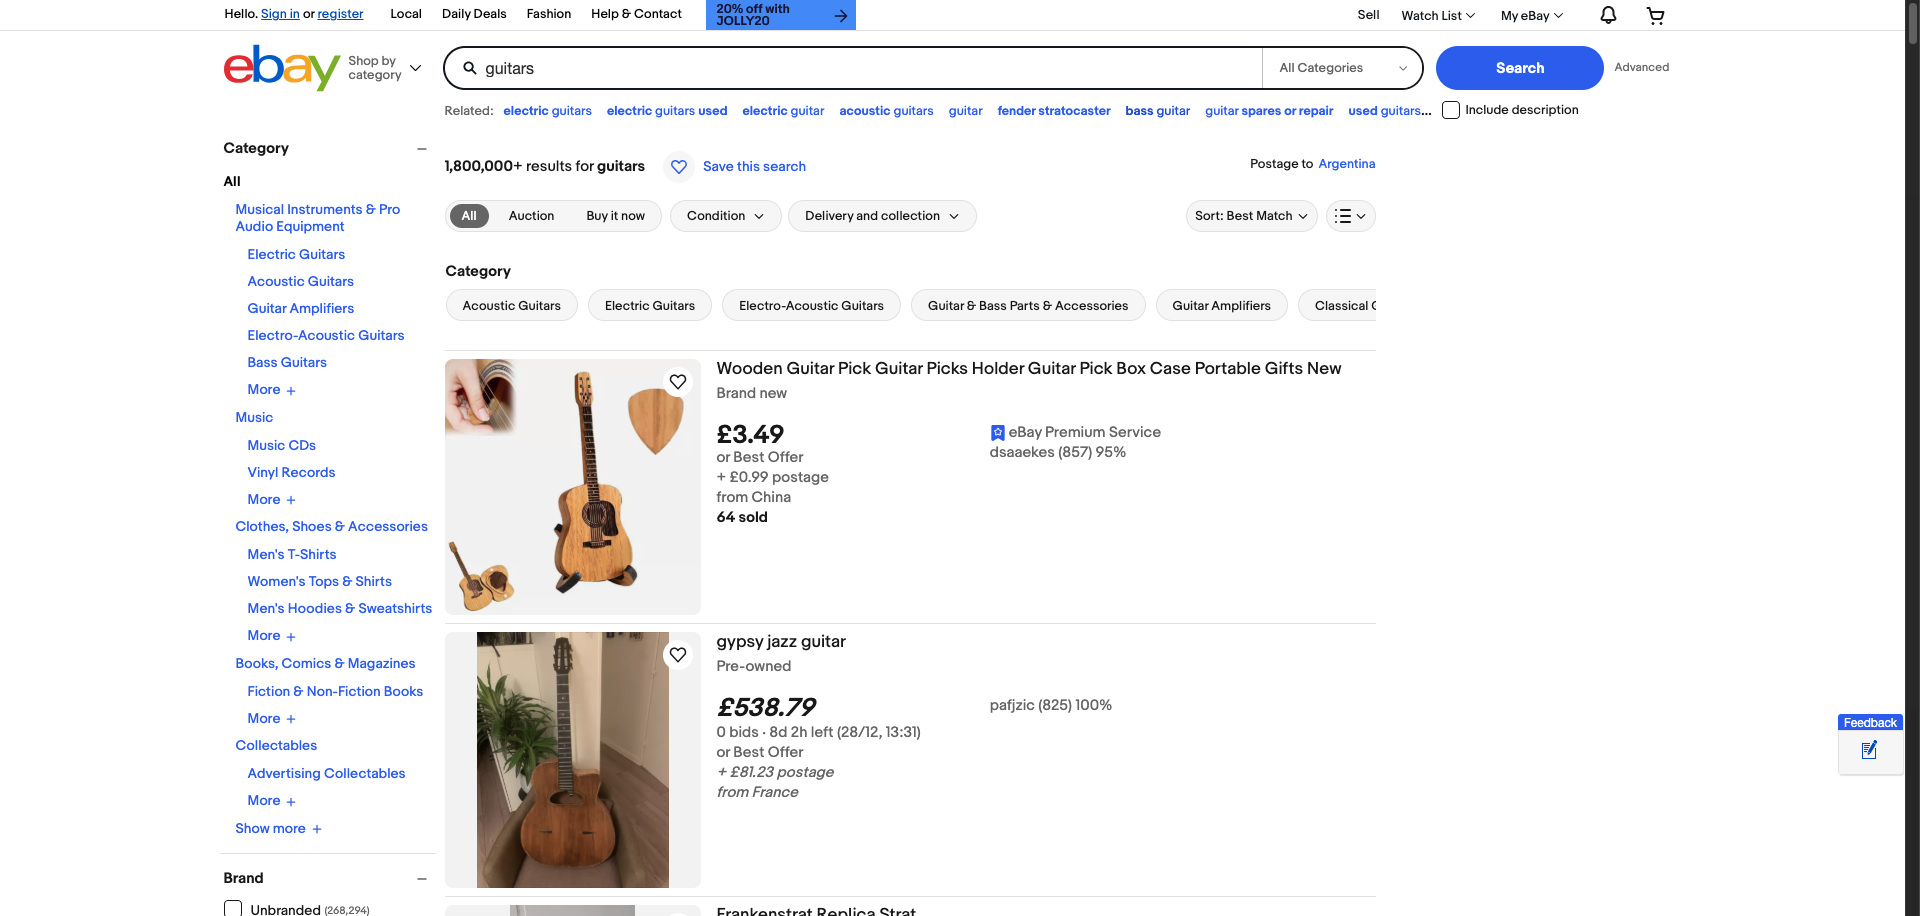 Hello. Sign in or register
Local
Daily Deals
Fashion
Help & Contact
20% off with
JOLLY20
Sell
Watch List
My eBay
ebay
Shop by
category
guitars
All Categories
Search
Advanced
Related: electric guitars electric guitars used electric guitar acoustic guitars guitar fender stratocaster bass guitar guitar spares or repair used guitars...
Include description
Category
All
Musical Instruments & Pro
Audio Equipment
Electric Guitars
Acoustic Guitars
Guitar Amplifiers
Electro-Acoustic Guitars
Bass Guitars
More
Music
Music CDs
Vinyl Records
More
Clothes, Shoes & Accessories
Men's T-Shirts
Women's Tops & Shirts
Men's Hoodies & Sweatshirts
More
Books, Comics & Magazines
Fiction & Non-Fiction Books
More
Collectables
Advertising Collectables
More
Show more
Brand
Unbranded (268,294)
1,800,000+ results for guitars
Save this search
Postage to Argentina
All
Auction
Buy it now
Condition
Delivery and collection
Sort: Best Match
Category
Acoustic Guitars
Electric Guitars
Electro-Acoustic Guitars
Guitar & Bass Parts & Accessories
Guitar Amplifiers
Classical
Wooden Guitar Pick Guitar Picks Holder Guitar Pick Box Case Portable Gifts New
Brand new
£3.49
or Best Offer
+ £0.99 postage
from China
64 sold
eBay Premium Service
dsaaekes (857) 95%
gypsy jazz guitar
Pre-owned
£538.79
0 bids · 8d 2h left (28/12, 13:31)
or Best Offer
+ £81.23 postage
from France
pafjzic (825) 100%
Frankenstrat Replica Strat
Feedback